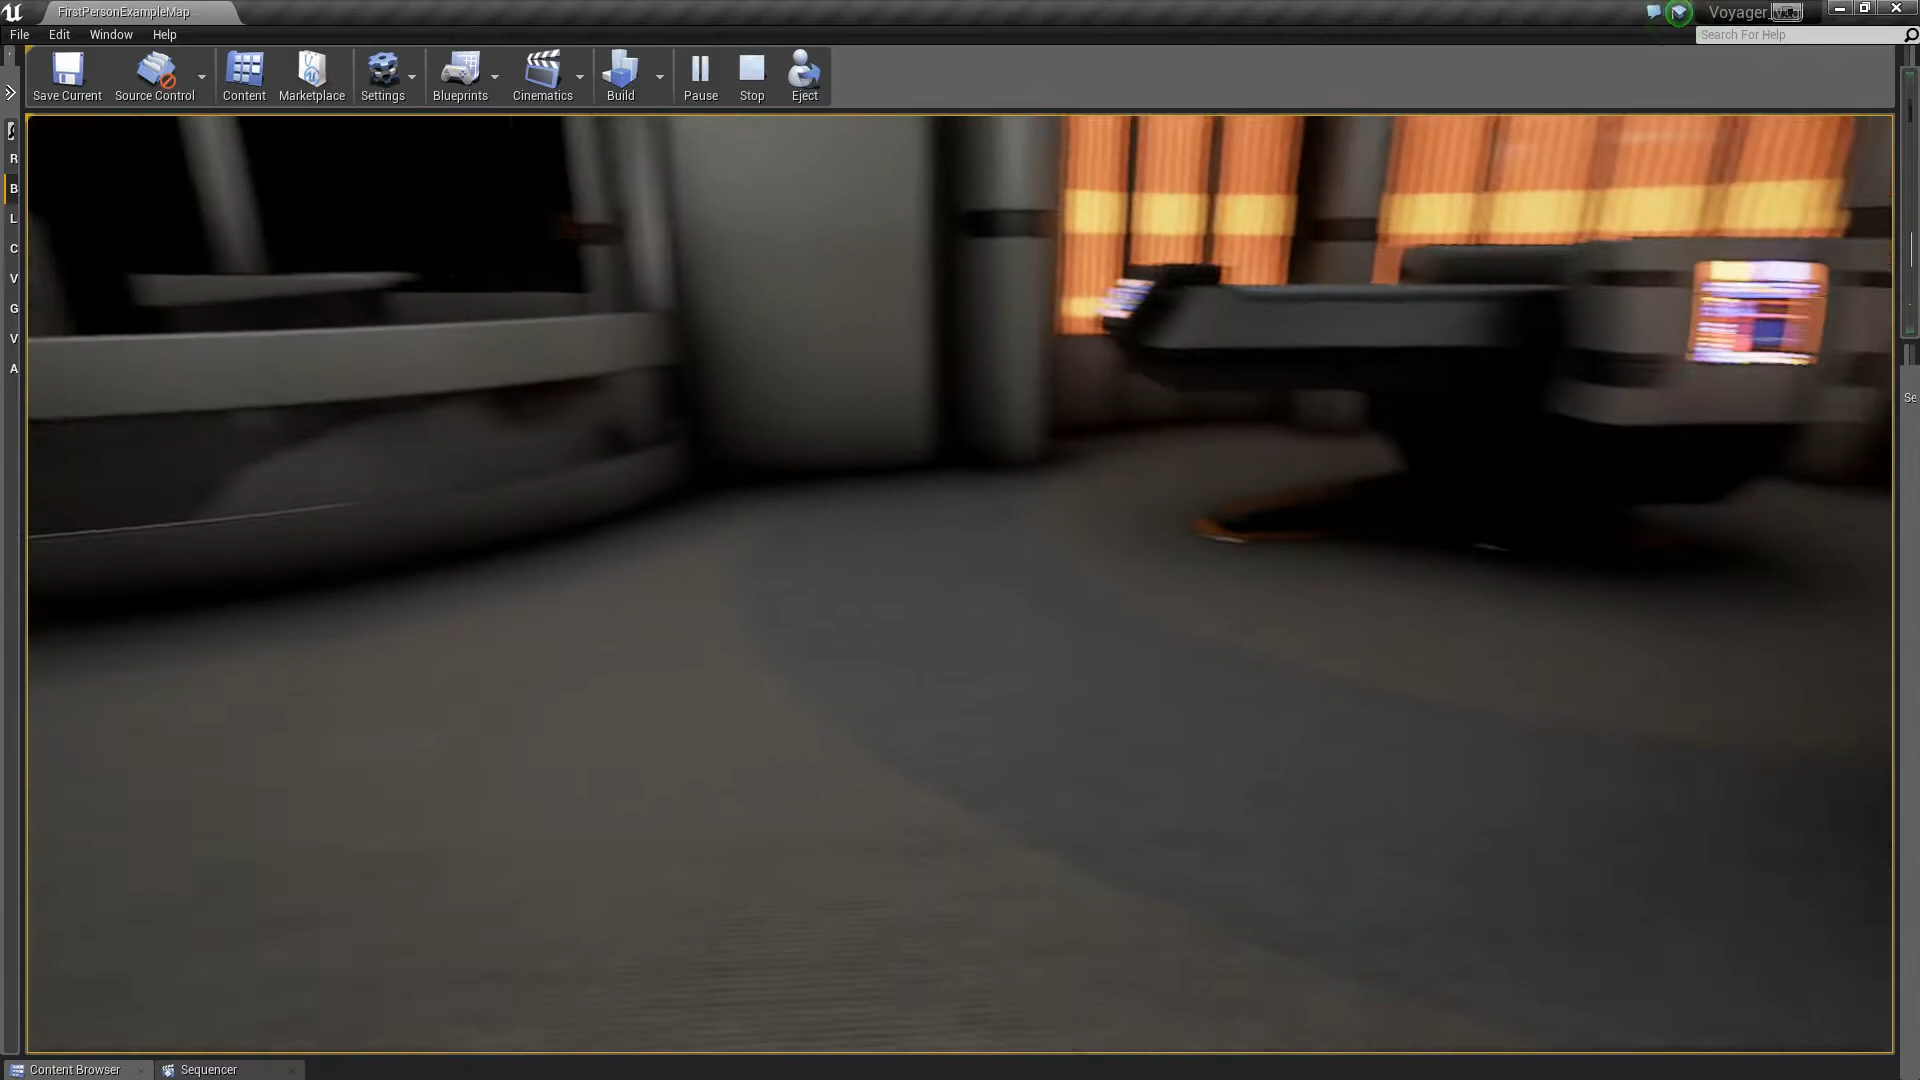 FirstPersonExampleMap
Voyager
File Edit Window Help
Search For Help
Save Current Source Control Content Marketplace Settings Blueprints Cinematics Build Pause Stop Eject
R
B
L
C
V
G
V
A
Se
Content Browser Sequencer